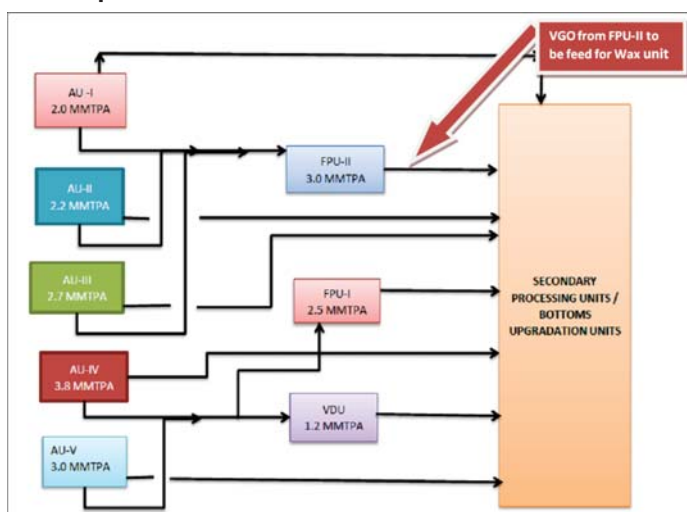 VGO from FPU-II to
be feed for Wax unit
AU -I
2.0 MMTPA
FPU-II
3.0 MMTPA
AU-II
2.2 MMTPA
AU-III
2.7 MMTPA
FPU-I
2.5 MMTPA
SECONDARY
PROCESSING UNITS /
BOTTOMS
UPGRADATION UNITS
AU-IV
3.8 MMTPA
VDU
1.2 MMTPA
AU-V
3.0 MMTPA